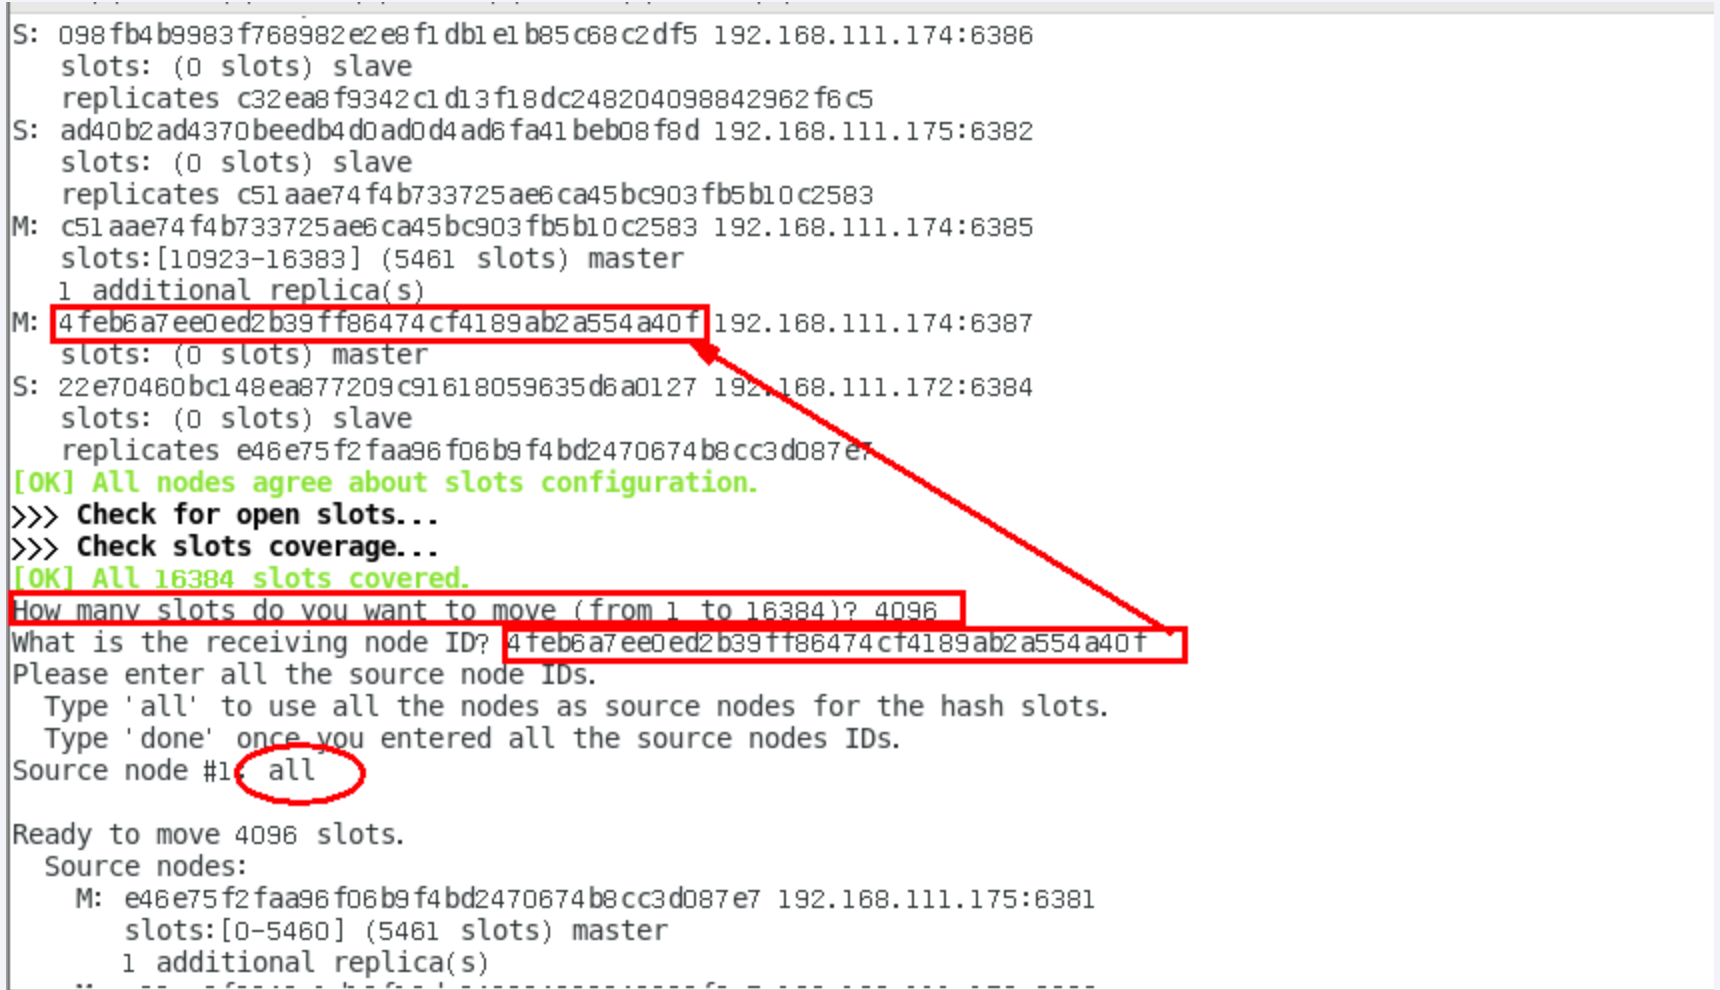 S: 098fb4b9983f768982e2e8f1db1e1b85c68c2df5 192.168.111.174:6386
slots: (0 slots) slave
replicates c32ea8f9342c1d13f18dc248204098842962f6c5
S: ad40b2ad4370beedb4d0ad0d4ad6fa41beb08f8d 192.168.111.175:6382
slots: (0 slots) slave
replicates c51aae74f4b733725ae6ca45bc903fb5b10c2583
M: c51aae74f4b733725ae6ca45bc903fb5b10c2583 192.168.111.174:6385
slots:[10923-16383] (5461 slots) master
1 additional replica(s)
M: 4feb6a7ee0ed2b39ff86474cf4189ab2a554a40f 192.168.111.174:6387
slots: (0 slots) master
S: 22e70460bc148ea877209c91618059635d6a0127 192.168.111.172:6384
slots: (0 slots) slave
replicates e46e75f2faa96f06b9f4bd2470674b8cc3d087e7
[OK] All nodes agree about slots configuration.
>>> Check for open slots...
>>> Check slots coverage...
[OK] All 16384 slots covered.
How many slots do you want to move (from 1 to 16384)? 4096
What is the receiving node ID? 4feb6a7ee0ed2b39ff86474cf4189ab2a554a40f
Please enter all the source node IDs.
Type 'all' to use all the nodes as source nodes for the hash slots.
Type 'done' once you entered all the source nodes IDs.
Source node #1: all
Ready to move 4096 slots.
Source nodes:
M: e46e75f2faa96f06b9f4bd2470674b8cc3d087e7 192.168.111.175:6381
slots:[0-5460] (5461 slots) master
1 additional replica(s)